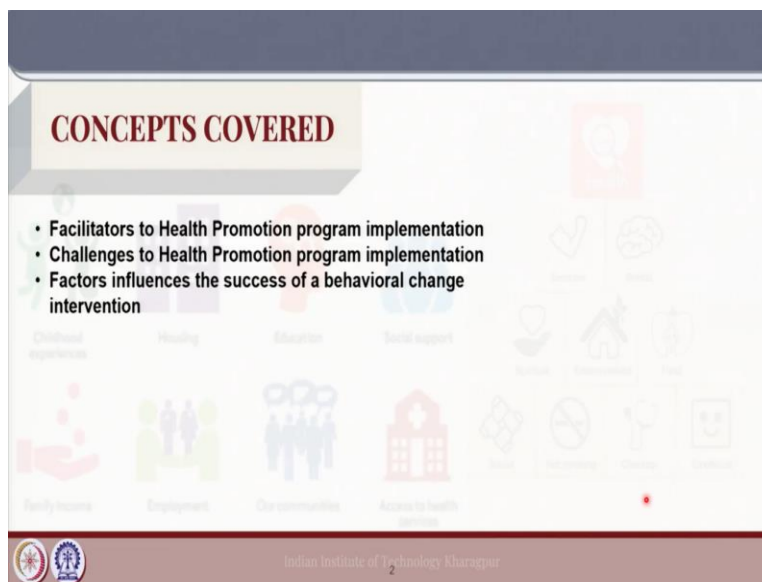 CONCEPTS COVERED
• Facilitators to Health Promotion program implementation
• Challenges to Health Promotion program implementation
• Factors influences the success of a behavioral change
intervention
Childhood experiences
Housing
Education
Social support
Family income
Employment
Our communities
Access to health services
Indian Institute of Technology Kharagpur
2